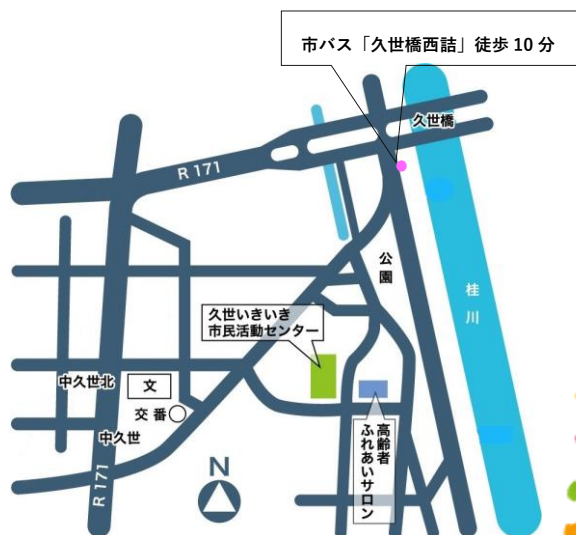 市バス「久世橋西詰」徒歩 10 分
久世橋
R 171
公園
桂川
久世いきいき
市民活動センター
中久世北
文
交番
中久世
高齢者
ふれあいサロン
R 171
N